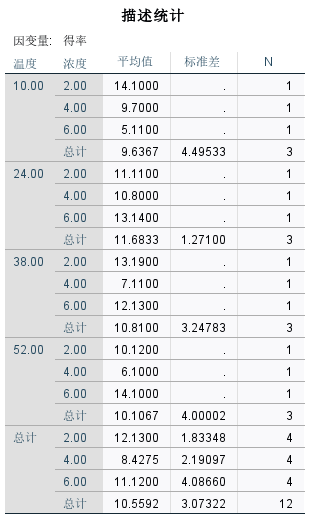 描述统计
因变量: 得率
温度 浓度 平均值 标准差 N
10.00 2.00 14.1000 . 1
4.00 9.7000 . 1
6.00 5.1100 . 1
总计 9.6367 4.49533 3
24.00 2.00 11.1100 . 1
4.00 10.8000 . 1
6.00 13.1400 . 1
总计 11.6833 1.27100 3
38.00 2.00 13.1900 . 1
4.00 7.1100 . 1
6.00 12.1300 . 1
总计 10.8100 3.24783 3
52.00 2.00 10.1200 . 1
4.00 6.1000 . 1
6.00 14.1000 . 1
总计 10.1067 4.00002 3
总计 2.00 12.1300 1.83348 4
4.00 8.4275 2.19097 4
6.00 11.1200 4.08660 4
总计 10.5592 3.07322 12